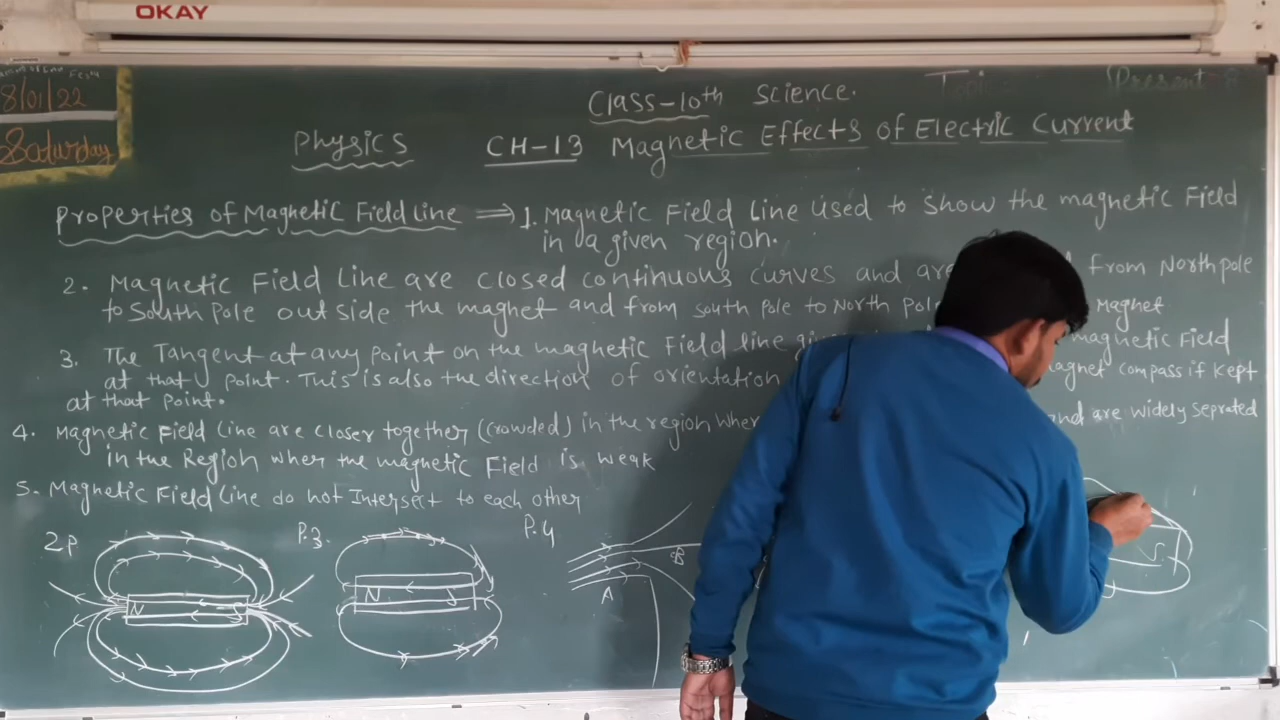 OKAY
8/01/22
Saturday
Present
Class-10th Science.
Physics CH-13 Magnetic Effects of Electric Current
Properties of Magnetic Field Line ⇒ 1. Magnetic Field Line Used to show the magnetic Field
in a given region.
2. Magnetic Field Line are closed continuous curves and are from North pole
to South Pole out side the magnet and from south Pole to North Pol Magnet
3. The Tangent at any Point on the magnetic Field line giv magnetic Field
at that Point. This is also the direction of orientation magnet compass if kept
at that Point.
4. Magnetic Field Line are closer together (crowded) in the region Wher and are widely seprated
in the Region wher the magnetic Field is weak
5. Magnetic Field Line do not Intersect to each other
2P P.3. P.4
N S N S A B S